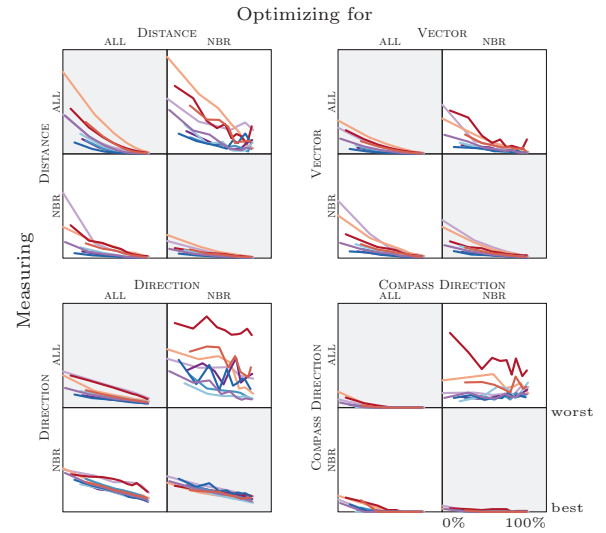 Optimizing for
DISTANCE
VECTOR
ALL
NBR
ALL
NBR
DISTANCE
ALL
NBR
VECTOR
ALL
NBR
Measuring
DIRECTION
COMPASS DIRECTION
ALL
NBR
ALL
NBR
DIRECTION
ALL
NBR
COMPASS DIRECTION
ALL
NBR
worst
best
0%
100%